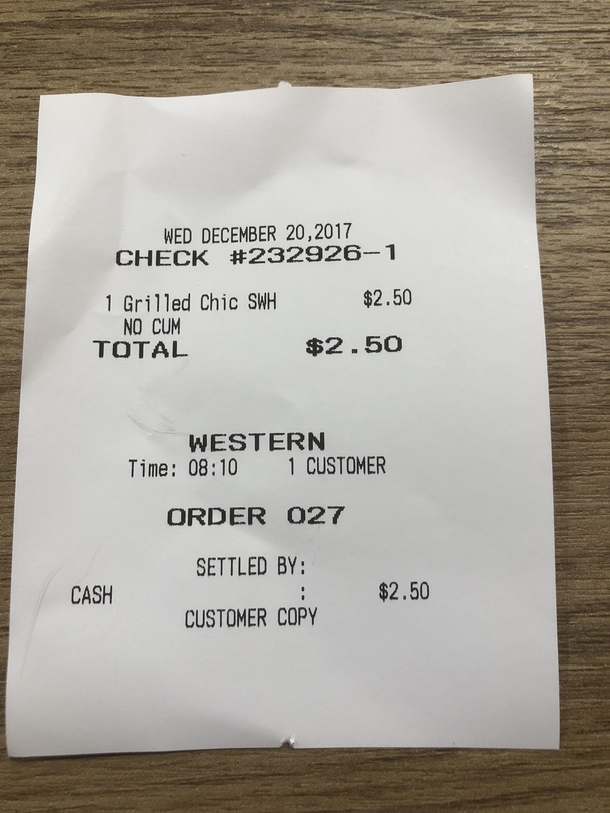 WED DECEMBER 20,2017
CHECK #232926-1
1 Grilled Chic SWH $2.50
NO CUM
TOTAL $2.50
WESTERN
Time: 08:10 1 CUSTOMER
ORDER 027
SETTLED BY:
CASH : $2.50
CUSTOMER COPY